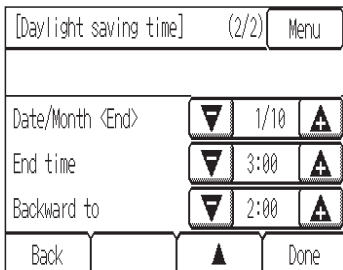 [Daylight saving time] (2/2) Menu
Date/Month <End> 1/10
End time 3:00
Backward to 2:00
Back Done